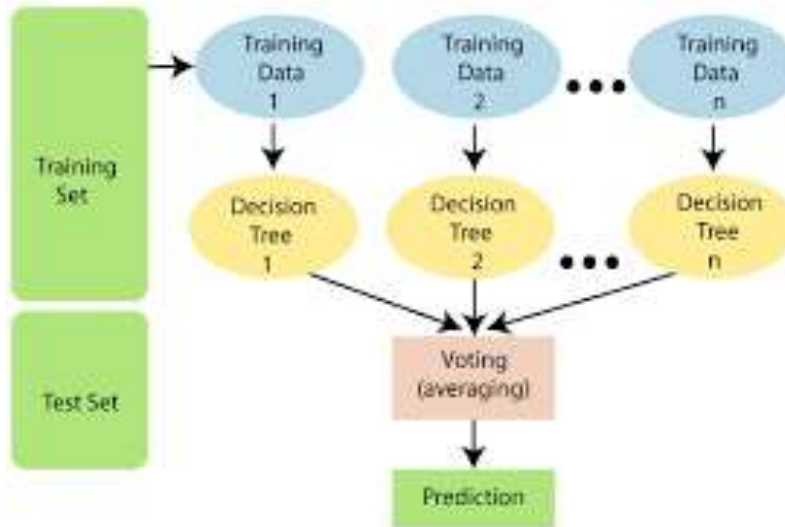 Training
Set
Test Set
Training
Data
1
Training
Data
2
Training
Data
n
Decision
Tree
1
Decision
Tree
2
Decision
Tree
n
Voting
(averaging)
Prediction